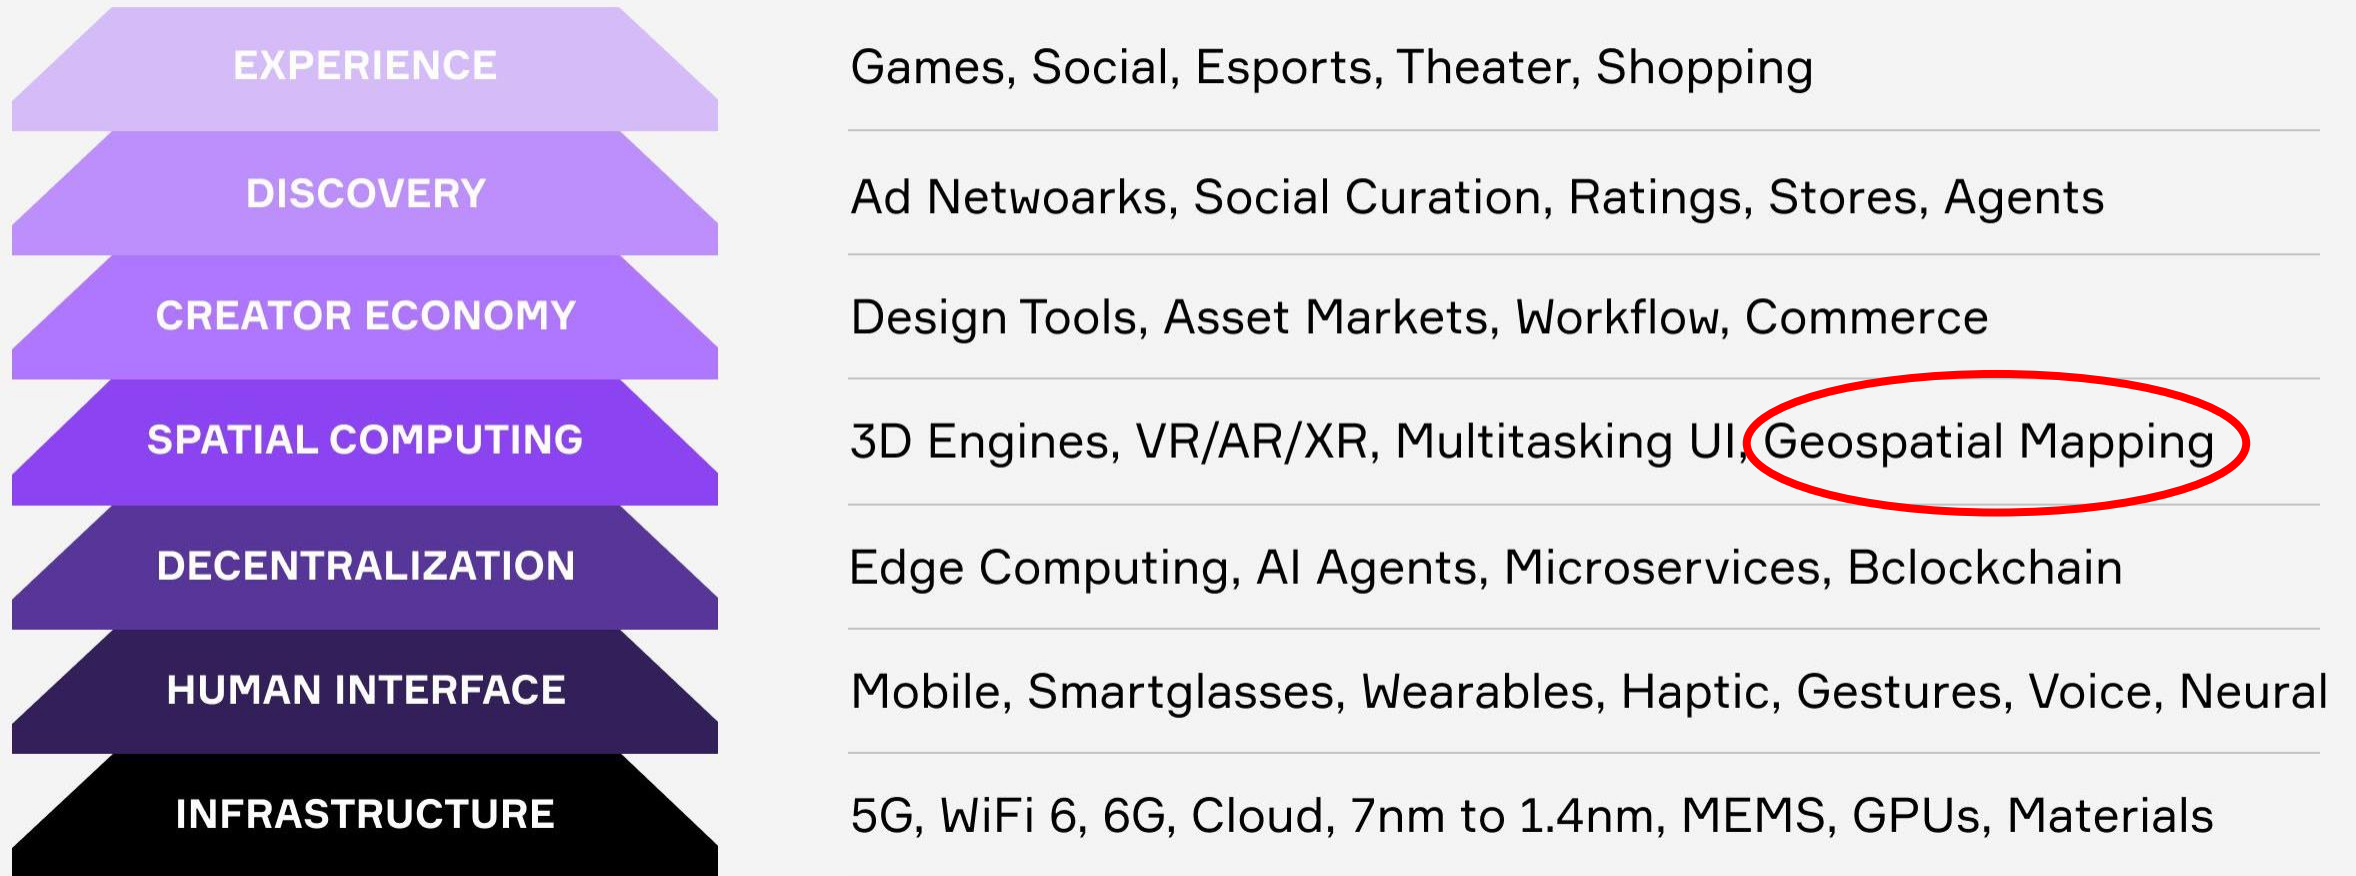 EXPERIENCE
Games, Social, Esports, Theater, Shopping
DISCOVERY
Ad Netwoarks, Social Curation, Ratings, Stores, Agents
CREATOR ECONOMY
Design Tools, Asset Markets, Workflow, Commerce
SPATIAL COMPUTING
3D Engines, VR/AR/XR, Multitasking UI, Geospatial Mapping
DECENTRALIZATION
Edge Computing, AI Agents, Microservices, Bclockchain
HUMAN INTERFACE
Mobile, Smartglasses, Wearables, Haptic, Gestures, Voice, Neural
INFRASTRUCTURE
5G, WiFi 6, 6G, Cloud, 7nm to 1.4nm, MEMS, GPUs, Materials